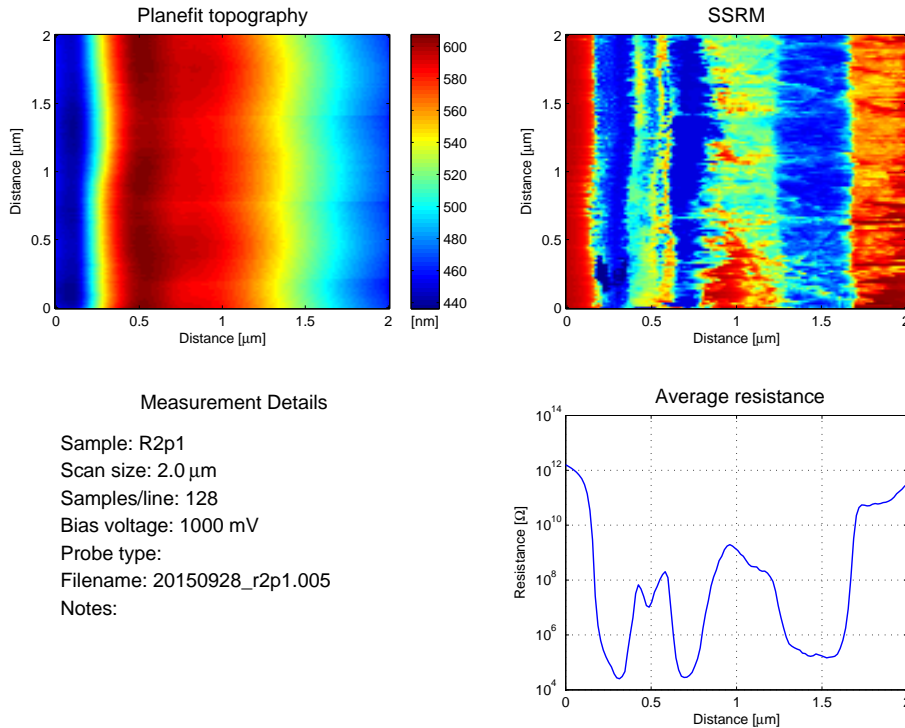 Planefit topography
2
1.5
1
0.5
0
Distance [μm]
0 0.5 1 1.5 2
Distance [μm]
600
580
560
540
520
500
480
460
440
[nm]
SSRM
2
1.5
1
0.5
0
Distance [μm]
0 0.5 1 1.5 2
Distance [μm]
Measurement Details
Sample: R2p1
Scan size: 2.0 μm
Samples/line: 128
Bias voltage: 1000 mV
Probe type:
Filename: 20150928_r2p1.005
Notes:
Average resistance
10^14
10^12
10^10
10^8
10^6
10^4
Resistance [Ω]
0 0.5 1 1.5 2
Distance [μm]